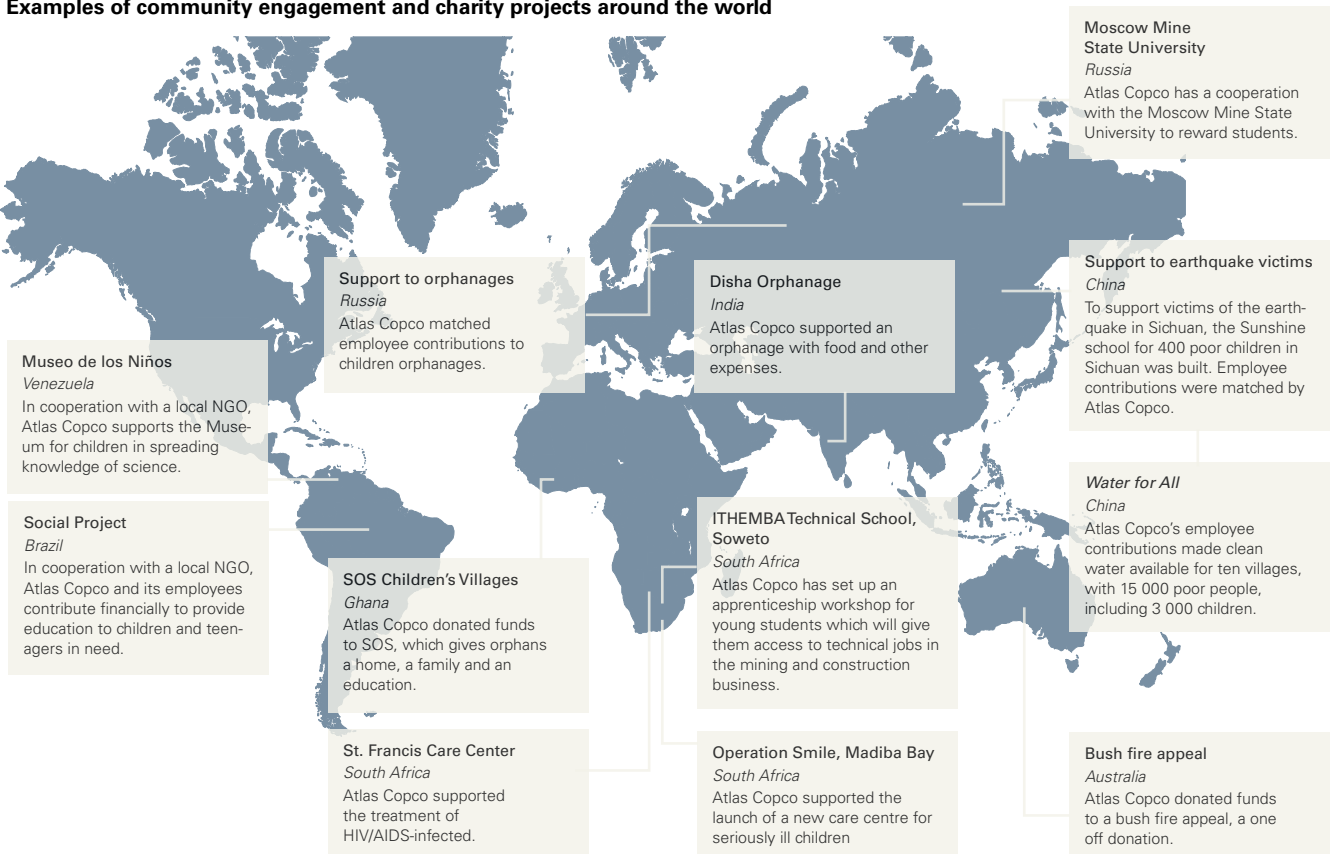 Examples of community engagement and charity projects around the world
Moscow Mine
State University
Russia
Atlas Copco has a cooperation
with the Moscow Mine State
University to reward students.
Support to orphanages
Russia
Atlas Copco matched
employee contributions to
children orphanages.
Disha Orphanage
India
Atlas Copco supported an
orphanage with food and other
expenses.
Support to earthquake victims
China
To support victims of the earth-
quake in Sichuan, the Sunshine
school for 400 poor children in
Sichuan was built. Employee
contributions were matched by
Atlas Copco.
Museo de los Niños
Venezuela
In cooperation with a local NGO,
Atlas Copco supports the Muse-
um for children in spreading
knowledge of science.
Social Project
Brazil
In cooperation with a local NGO,
Atlas Copco and its employees
contribute financially to provide
education to children and teen-
agers in need.
SOS Children's Villages
Ghana
Atlas Copco donated funds
to SOS, which gives orphans
a home, a family and an
education.
ITHEMBA Technical School,
Soweto
South Africa
Atlas Copco has set up an
apprenticeship workshop for
young students which will give
them access to technical jobs in
the mining and construction
business.
Water for All
China
Atlas Copco's employee
contributions made clean
water available for ten villages,
with 15 000 poor people,
including 3 000 children.
St. Francis Care Center
South Africa
Atlas Copco supported
the treatment of
HIV/AIDS-infected.
Operation Smile, Madiba Bay
South Africa
Atlas Copco supported the
launch of a new care centre for
seriously ill children
Bush fire appeal
Australia
Atlas Copco donated funds
to a bush fire appeal, a one
off donation.